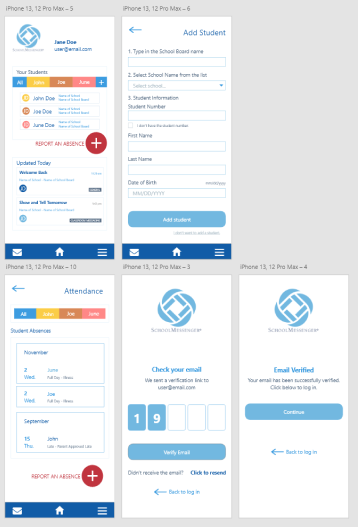 iPhone 13, 12 Pro Max – 5
SCHOOLMESSENGER
Jane Doe
user@email.com
Your Students
All
John
Joe
June
+
John Doe
Name of School
Name of School Board
Joe Doe
Name of School
Name of School Board
June Doe
Name of School
Name of School Board
REPORT AN ABSENCE
+
Updated Today
Welcome Back
Name of School - Name of School Board
Show and Tell Tomorrow
Name of School - Name of School Board
iPhone 13, 12 Pro Max – 6
Add Student
1. Type in the School Board name
2. Select School Name from the list
Select school...
3. Student Information
Student Number
I don't have the student number
First Name
Last Name
Date of Birth
MM/DD/YYYY
Add student
iPhone 13, 12 Pro Max – 10
Attendance
All
John
Joe
June
Student Absences
November
2
Wed.
June
Full Day - Illness
2
Wed.
Joe
Full Day - Illness
September
15
Thu.
John
Late - Parent Approved Late
REPORT AN ABSENCE
+
iPhone 13, 12 Pro Max – 3
SCHOOLMESSENGER
Check your email
We sent a verification link to
user@email.com
1 9
Verify Email
Didn't receive the email? Click to resend
Back to log in
iPhone 13, 12 Pro Max – 4
SCHOOLMESSENGER
Email Verified
Your email has been successfully verified.
Click below to log in.
Continue
Back to log in